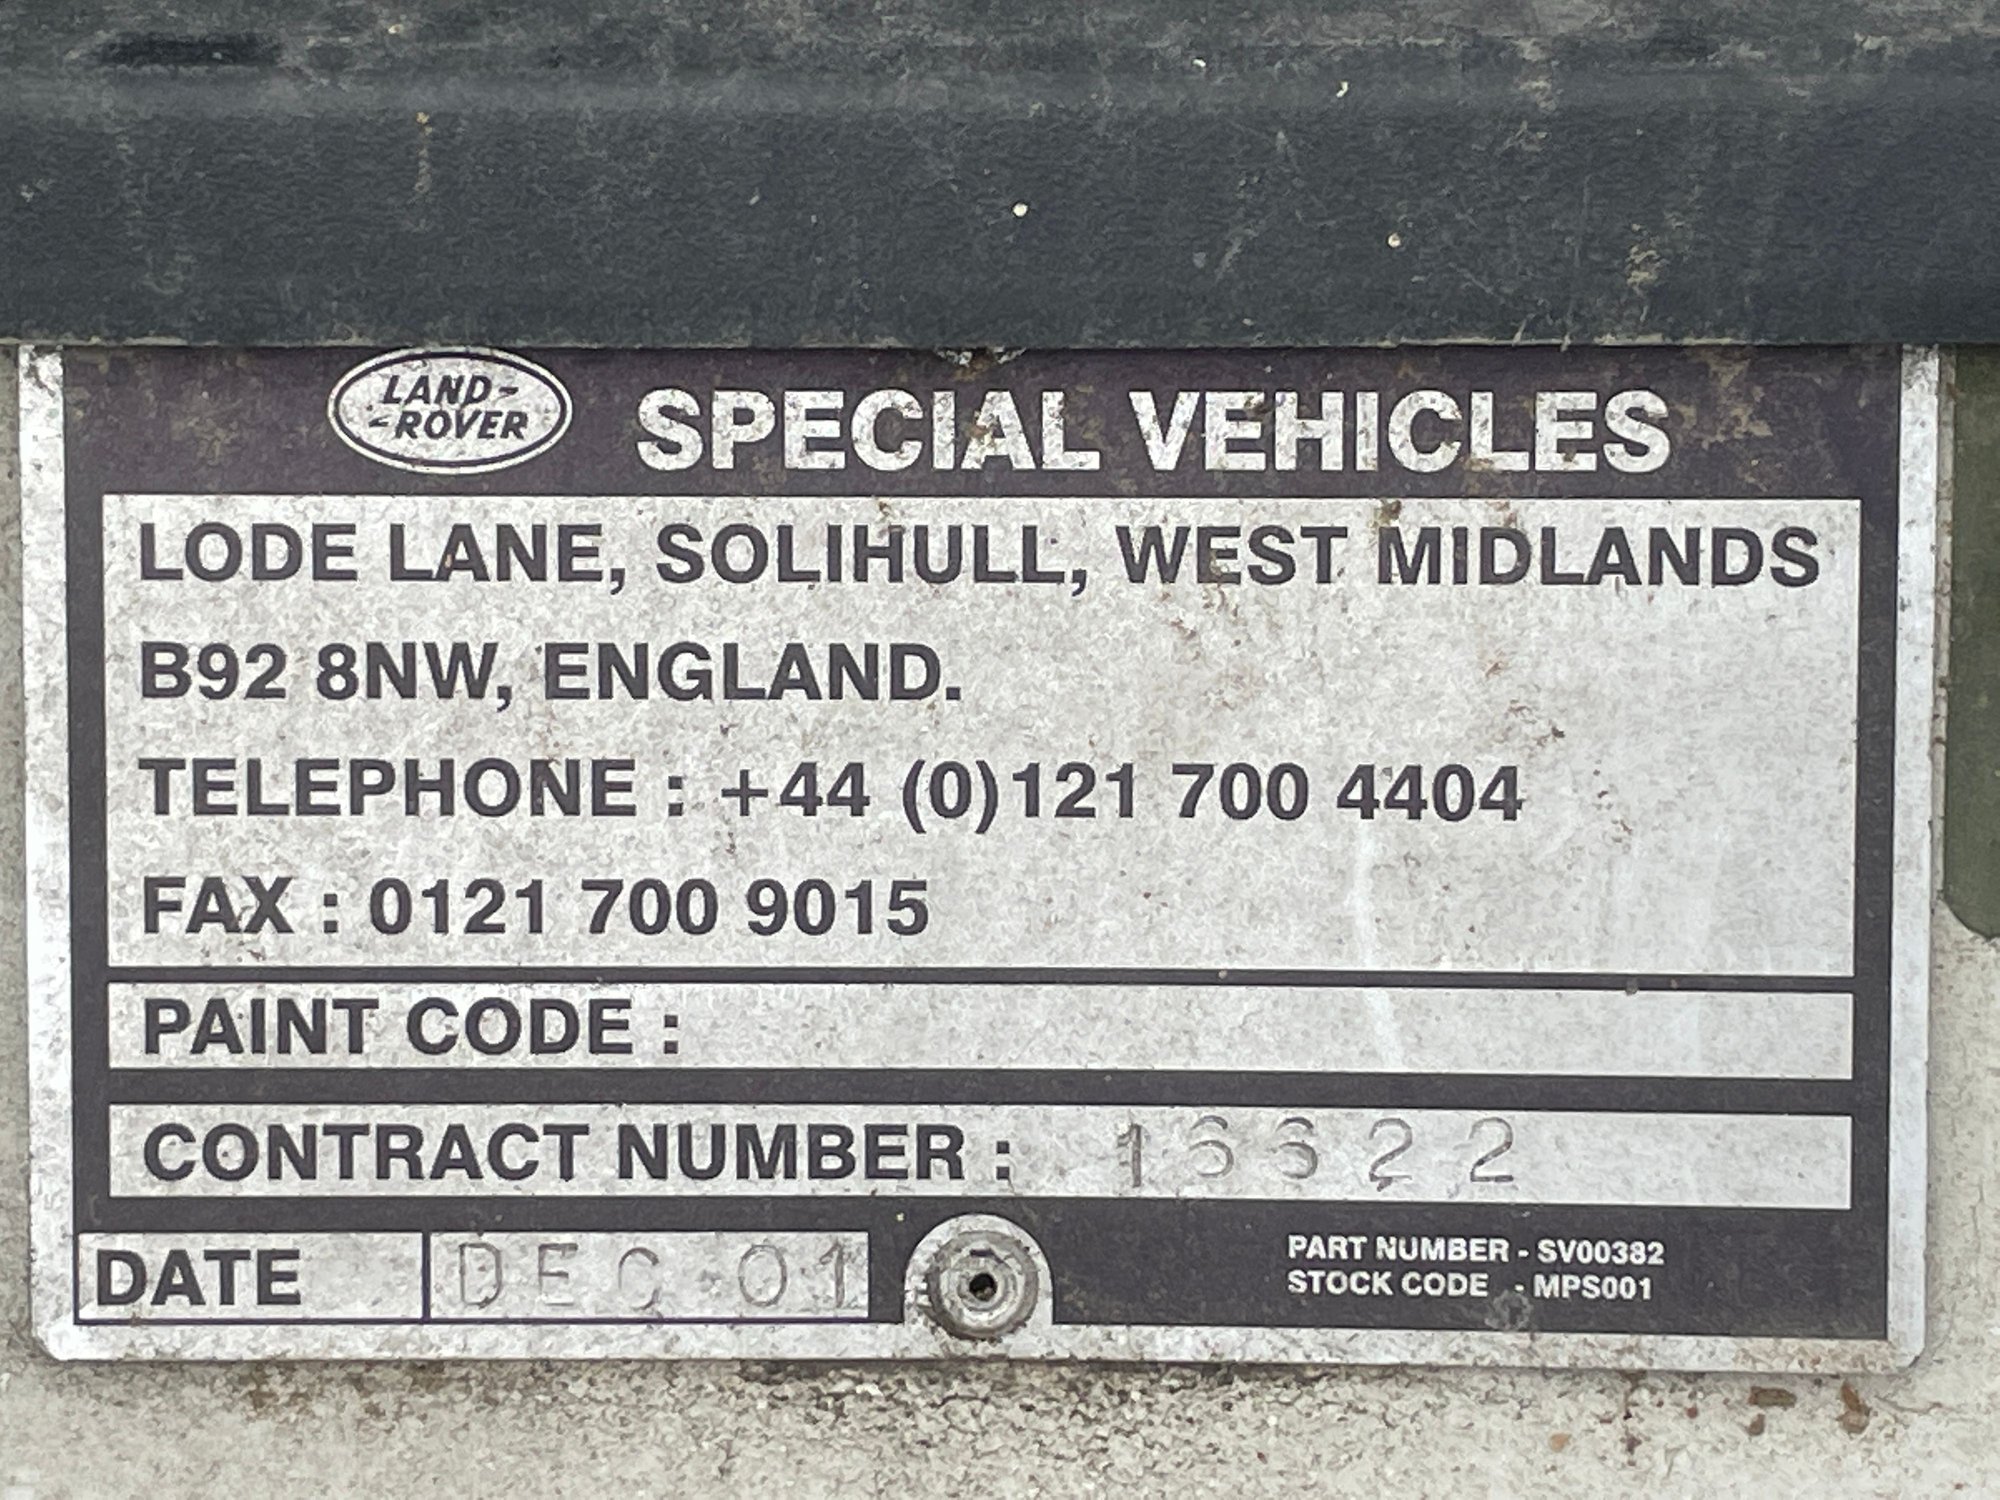 LAND-
-ROVER
SPECIAL VEHICLES
LODE LANE, SOLIHULL, WEST MIDLANDS
B92 8NW, ENGLAND.
TELEPHONE : +44 (0)121 700 4404
FAX : 0121 700 9015
PAINT CODE :
CONTRACT NUMBER : 16622
DATE DEC 01
PART NUMBER - SV00382
STOCK CODE - MPS001